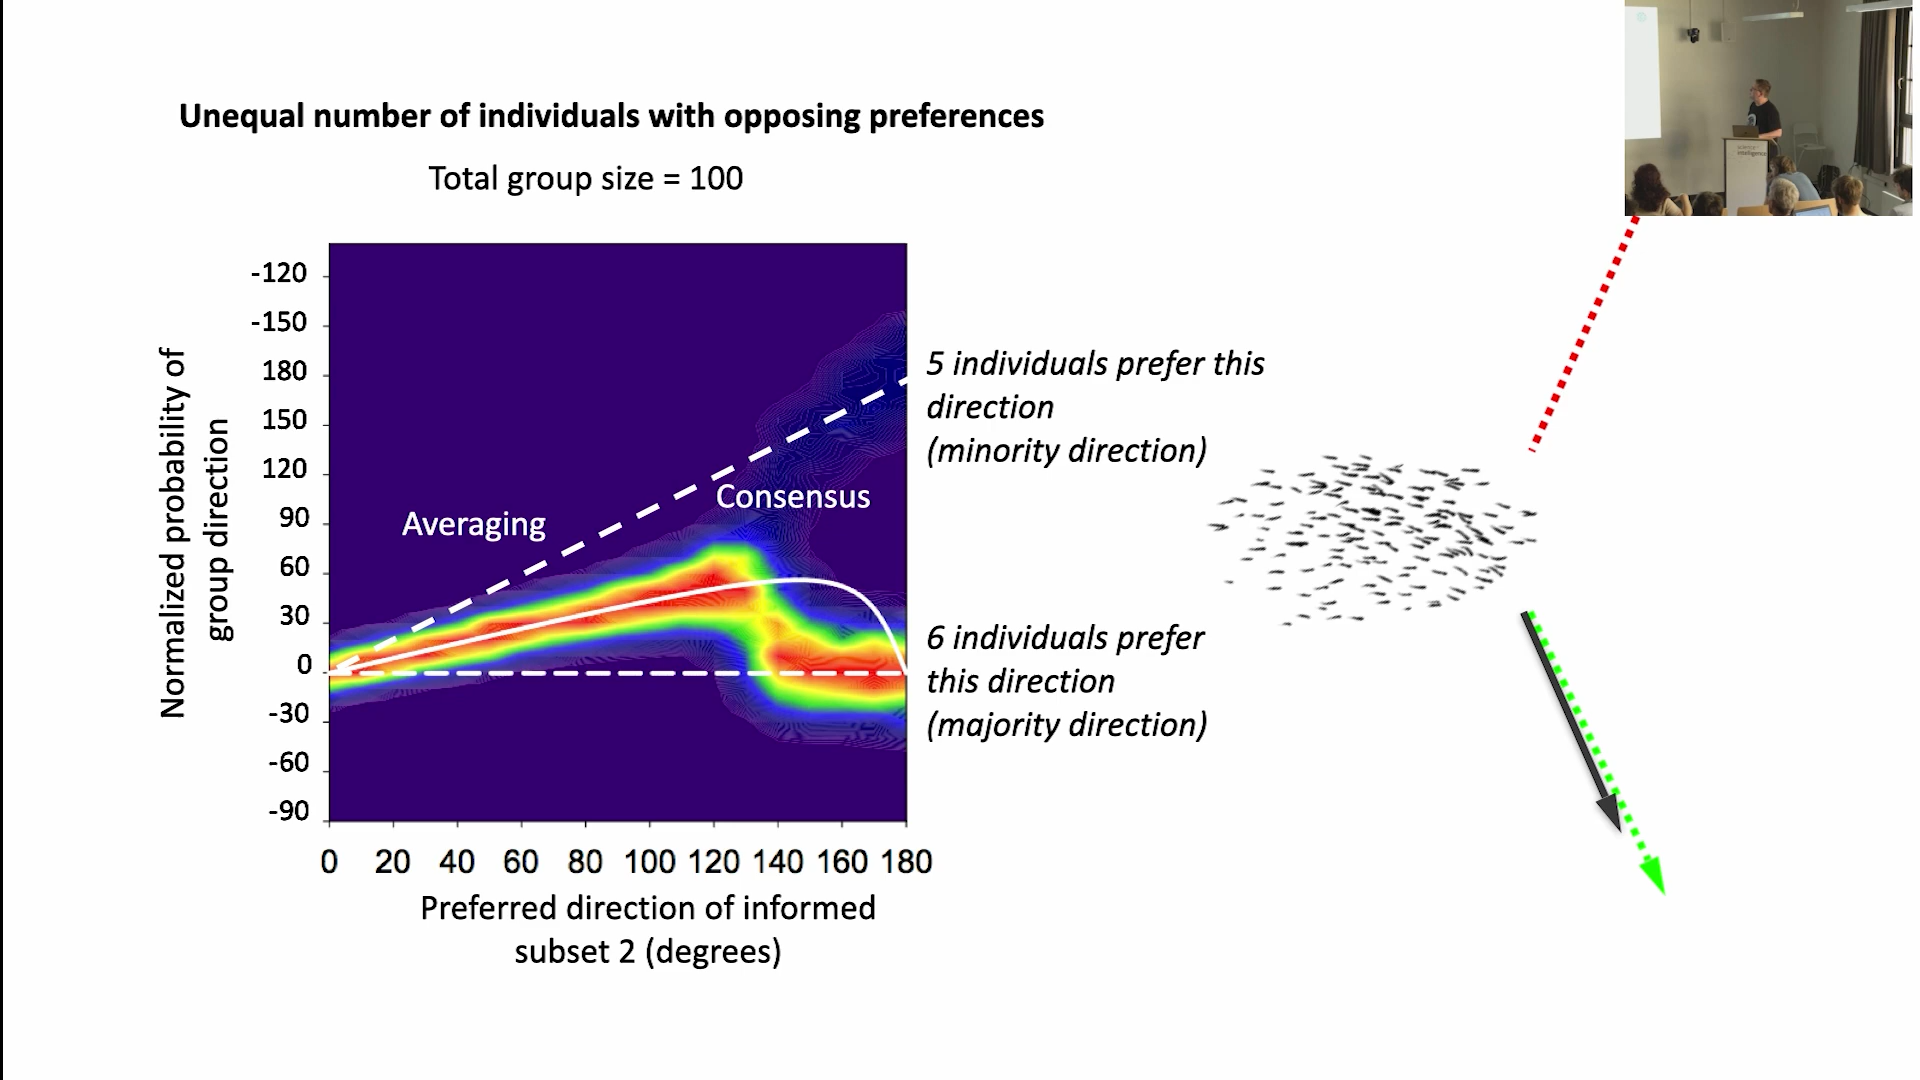 Unequal number of individuals with opposing preferences
Total group size = 100
Normalized probability of
group direction
-120
-150
180
150
120
90
60
30
0
-30
-60
-90
Averaging
Consensus
0 20 40 60 80 100 120 140 160 180
Preferred direction of informed
subset 2 (degrees)
5 individuals prefer this
direction
(minority direction)
6 individuals prefer
this direction
(majority direction)
intelligence